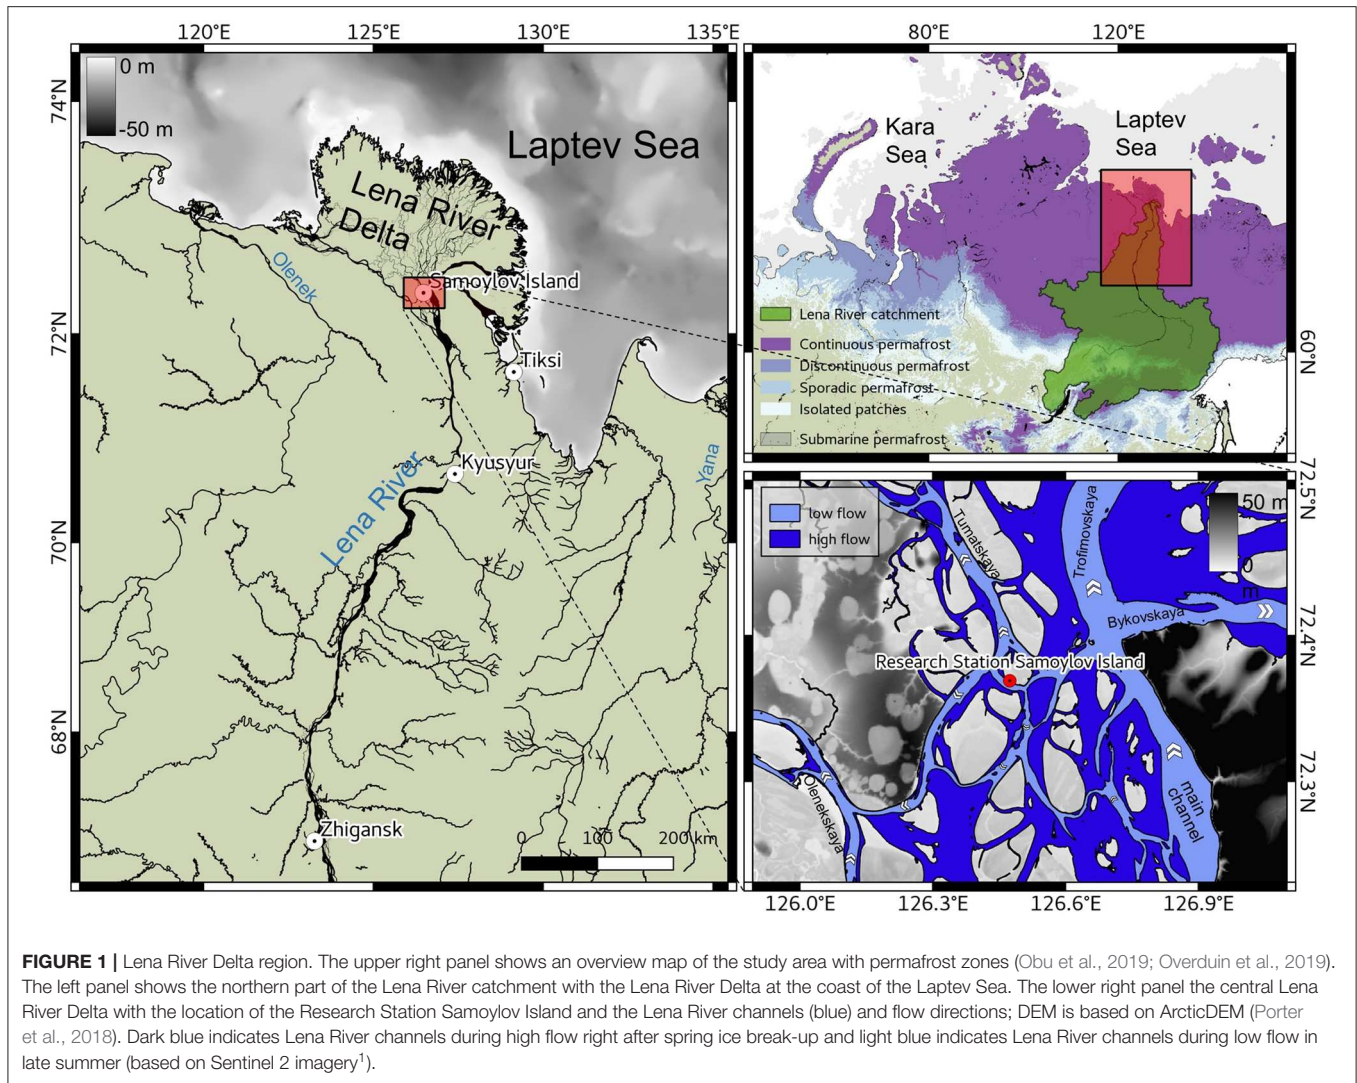 120°E
125°E
130°E
135°E
74°N
72°N
70°N
68°N
0 m
-50 m
Laptev Sea
Lena River
Delta
Olenek
Samoylov Island
Tiksi
Kyusyur
Lena River
Yana
Zhigansk
0 100 200 km
80°E
120°E
60°N
Kara
Sea
Laptev
Sea
Lena River catchment
Continuous permafrost
Discontinuous permafrost
Sporadic permafrost
Isolated patches
Submarine permafrost
72.5°N
72.4°N
72.3°N
low flow
high flow
50 m
0
m
Tumatskaya
Trofimovskaya
Bykovskaya
Research Station Samoylov Island
Olenekskaya
main
channel
126.0°E
126.3°E
126.6°E
126.9°E
FIGURE 1 | Lena River Delta region. The upper right panel shows an overview map of the study area with permafrost zones (Obu et al., 2019; Overduin et al., 2019).
The left panel shows the northern part of the Lena River catchment with the Lena River Delta at the coast of the Laptev Sea. The lower right panel the central Lena
River Delta with the location of the Research Station Samoylov Island and the Lena River channels (blue) and flow directions; DEM is based on ArcticDEM (Porter
et al., 2018). Dark blue indicates Lena River channels during high flow right after spring ice break-up and light blue indicates Lena River channels during low flow in
late summer (based on Sentinel 2 imagery¹).